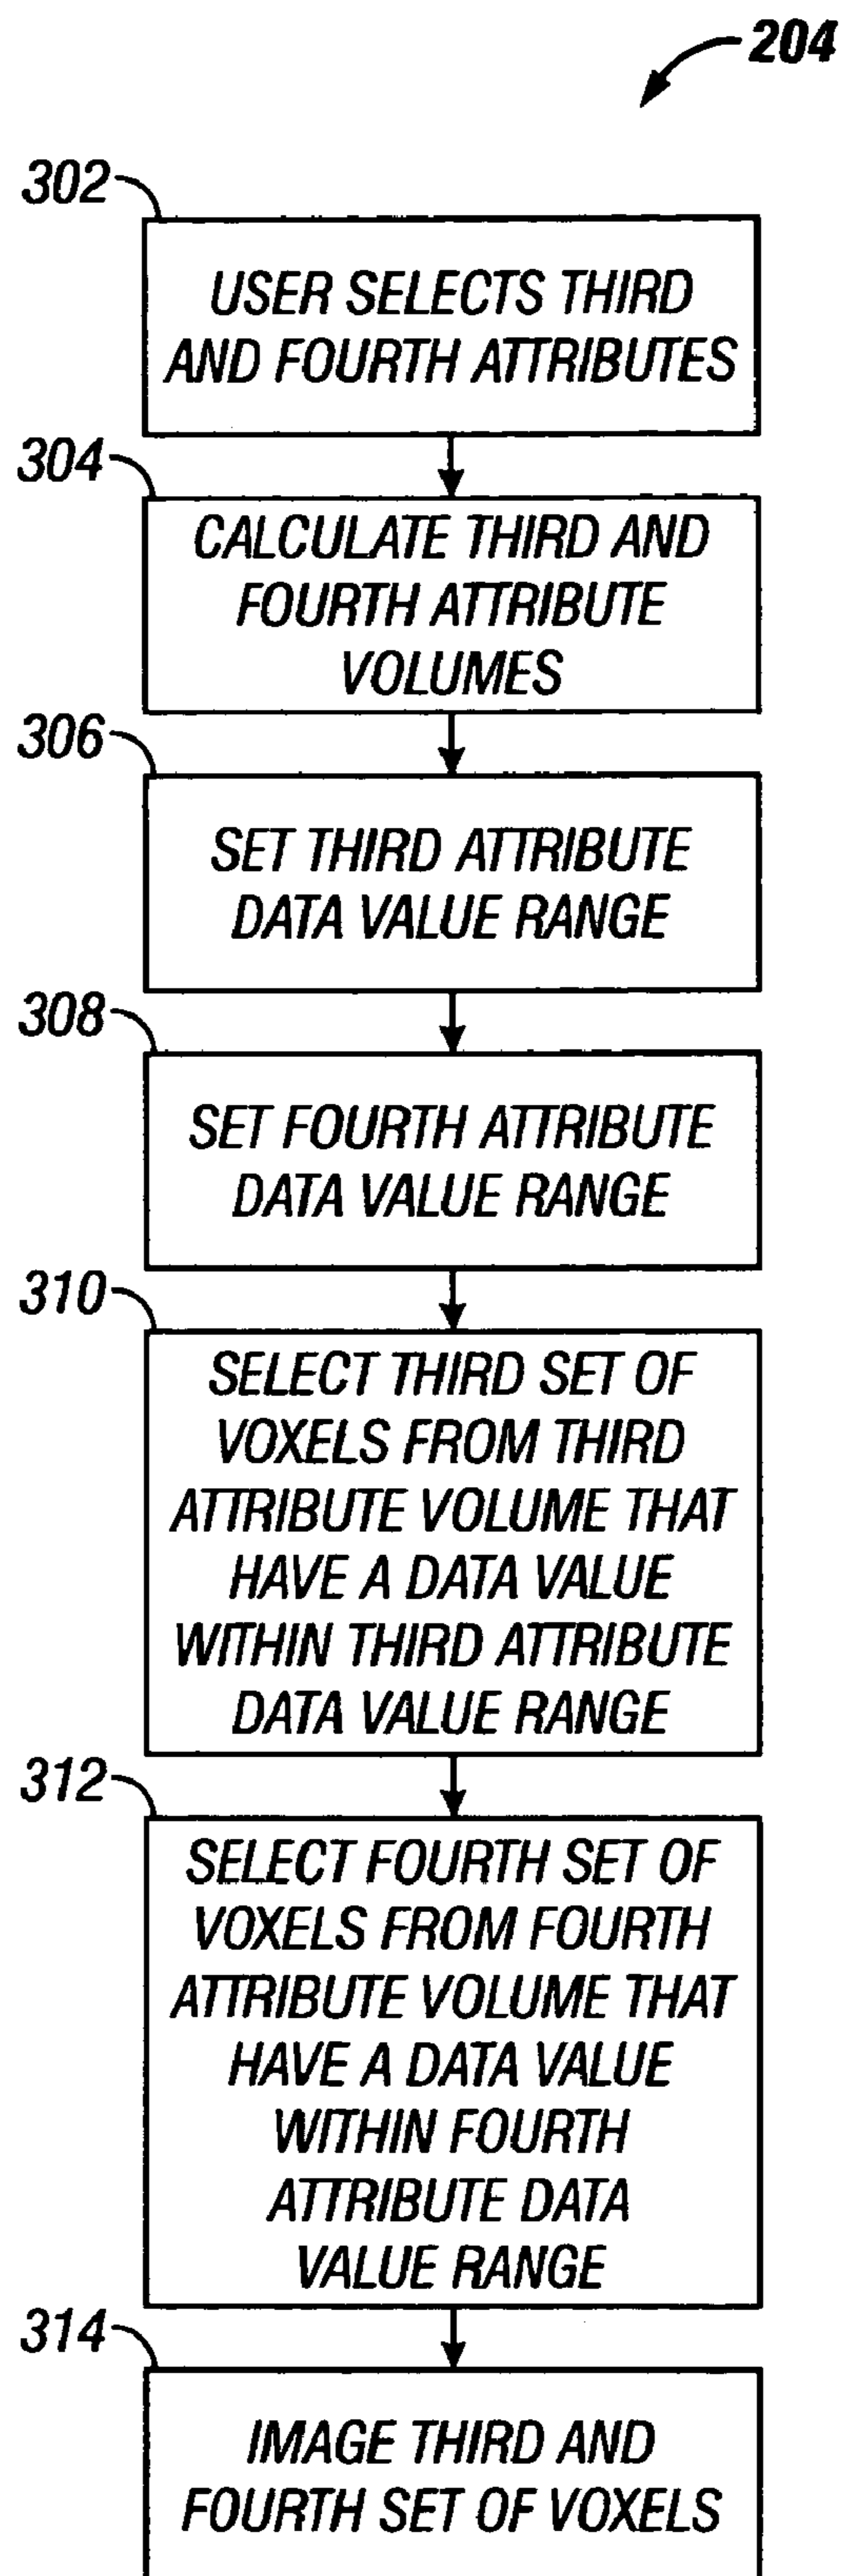 204
302
USER SELECTS THIRD
AND FOURTH ATTRIBUTES
304
CALCULATE THIRD AND
FOURTH ATTRIBUTE
VOLUMES
306
SET THIRD ATTRIBUTE
DATA VALUE RANGE
308
SET FOURTH ATTRIBUTE
DATA VALUE RANGE
310
SELECT THIRD SET OF
VOXELS FROM THIRD
ATTRIBUTE VOLUME THAT
HAVE A DATA VALUE
WITHIN THIRD ATTRIBUTE
DATA VALUE RANGE
312
SELECT FOURTH SET OF
VOXELS FROM FOURTH
ATTRIBUTE VOLUME THAT
HAVE A DATA VALUE
WITHIN FOURTH
ATTRIBUTE DATA
VALUE RANGE
314
IMAGE THIRD AND
FOURTH SET OF VOXELS